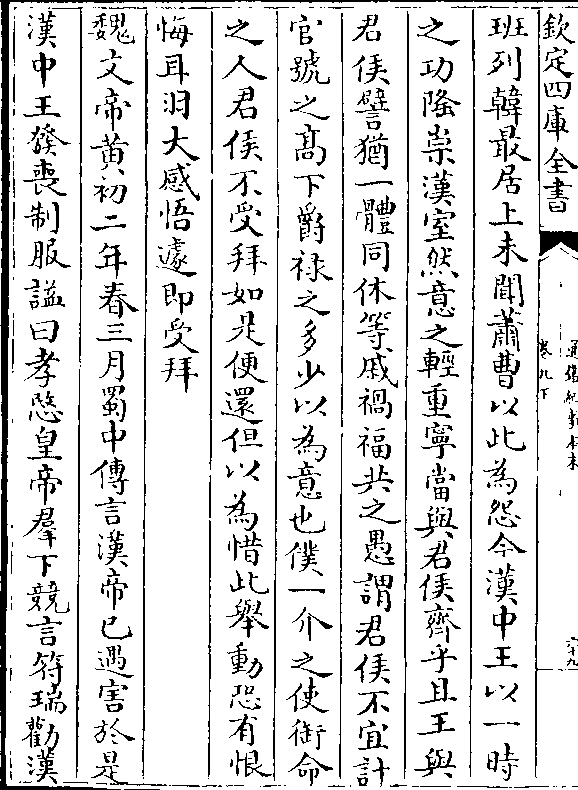 欽定四庫全書
通鑑紀事本末
卷九下
六十九
班列韓最居上未聞蕭曹以此為怨今漢中王以一時
之功隆崇漢室然意之輕重寧當與君侯齊乎且王與
君侯譬猶一體同休等戚禍福共之愚謂君侯不宜計
官號之髙下爵禄之多少以為意也僕一介之使銜命
之人君侯不受拜如是便還但以為惜此舉動恐有恨
悔耳羽大感悟遽即受拜
魏文帝黄初二年春三月蜀中傳言漢帝已遇害於是
漢中王發喪制服諡曰孝愍皇帝羣下競言符瑞勸漢